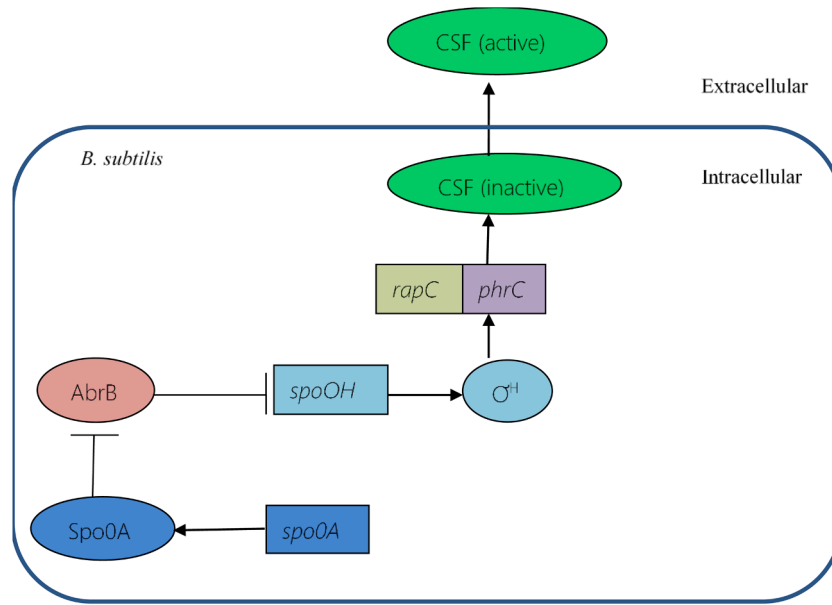 CSF (active)
Extracellular
B. subtilis
CSF (inactive)
Intracellular
rapC
phrC
AbrB
spoOH
σᴴ
Spo0A
spo0A